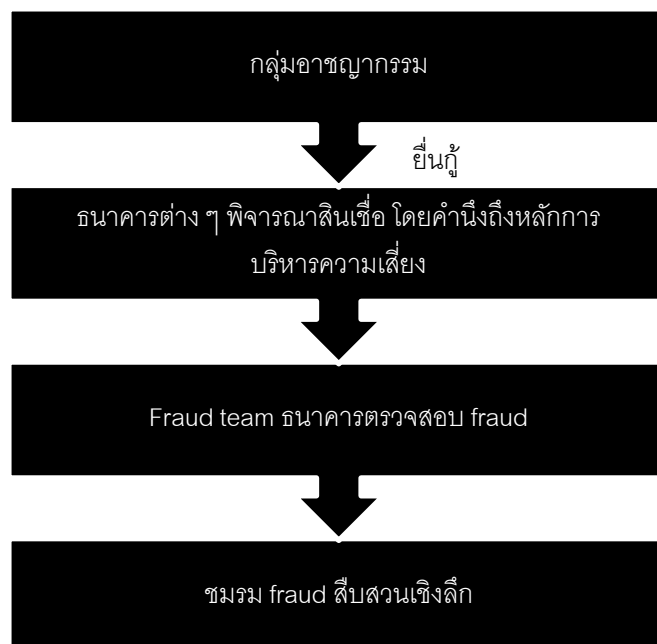 กลุ่มอาชญากรรม
ยื่นกู้
ธนาคารต่าง ๆ พิจารณาสินเชื่อ โดยคำนึงถึงหลักการ
บริหารความเสี่ยง
Fraud team ธนาคารตรวจสอบ fraud
ชมรม fraud สืบสวนเชิงลึก